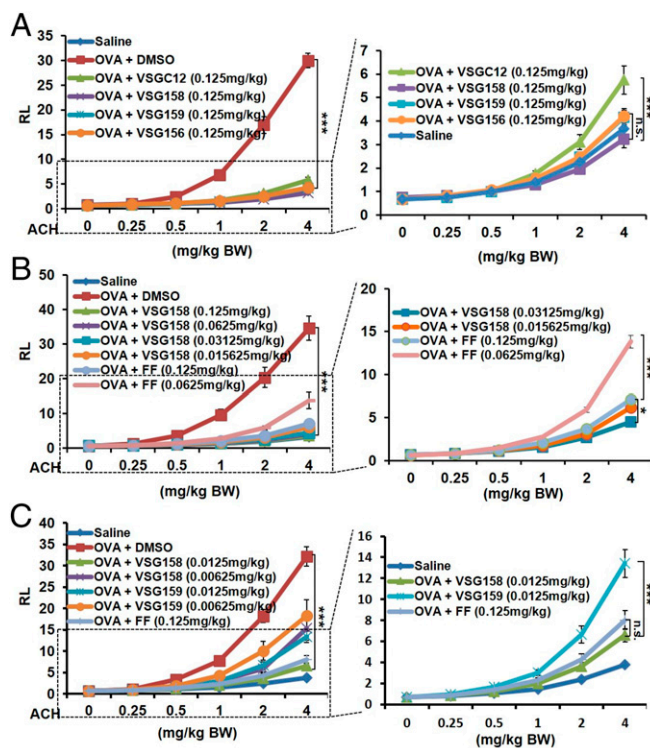 A
RL
35
30
25
20
15
10
5
0
Saline
OVA + DMSO
OVA + VSGC12 (0.125mg/kg)
OVA + VSG158 (0.125mg/kg)
OVA + VSG159 (0.125mg/kg)
OVA + VSG156 (0.125mg/kg)
***
ACH
0 0.25 0.5 1 2 4
(mg/kg BW)
7
6
5
4
3
2
1
0
OVA + VSGC12 (0.125mg/kg)
OVA + VSG158 (0.125mg/kg)
OVA + VSG159 (0.125mg/kg)
OVA + VSG156 (0.125mg/kg)
Saline
***
n.s.
0 0.25 0.5 1 2 4
(mg/kg BW)
B
RL
50
40
30
20
10
0
Saline
OVA + DMSO
OVA + VSG158 (0.125mg/kg)
OVA + VSG158 (0.0625mg/kg)
OVA + VSG158 (0.03125mg/kg)
OVA + VSG158 (0.015625mg/kg)
OVA + FF (0.125mg/kg)
OVA + FF (0.0625mg/kg)
***
ACH
0 0.25 0.5 1 2 4
(mg/kg BW)
20
15
10
5
0
OVA + VSG158 (0.03125mg/kg)
OVA + VSG158 (0.015625mg/kg)
OVA + FF (0.125mg/kg)
OVA + FF (0.0625mg/kg)
***
*
0 0.25 0.5 1 2 4
(mg/kg BW)
C
RL
40
35
30
25
20
15
10
5
0
Saline
OVA + DMSO
OVA + VSG158 (0.0125mg/kg)
OVA + VSG158 (0.00625mg/kg)
OVA + VSG159 (0.0125mg/kg)
OVA + VSG159 (0.00625mg/kg)
OVA + FF (0.125mg/kg)
***
ACH
0 0.25 0.5 1 2 4
(mg/kg BW)
16
14
12
10
8
6
4
2
0
Saline
OVA + VSG158 (0.0125mg/kg)
OVA + VSG159 (0.0125mg/kg)
OVA + FF (0.125mg/kg)
***
n.s.
0 0.25 0.5 1 2 4
(mg/kg BW)